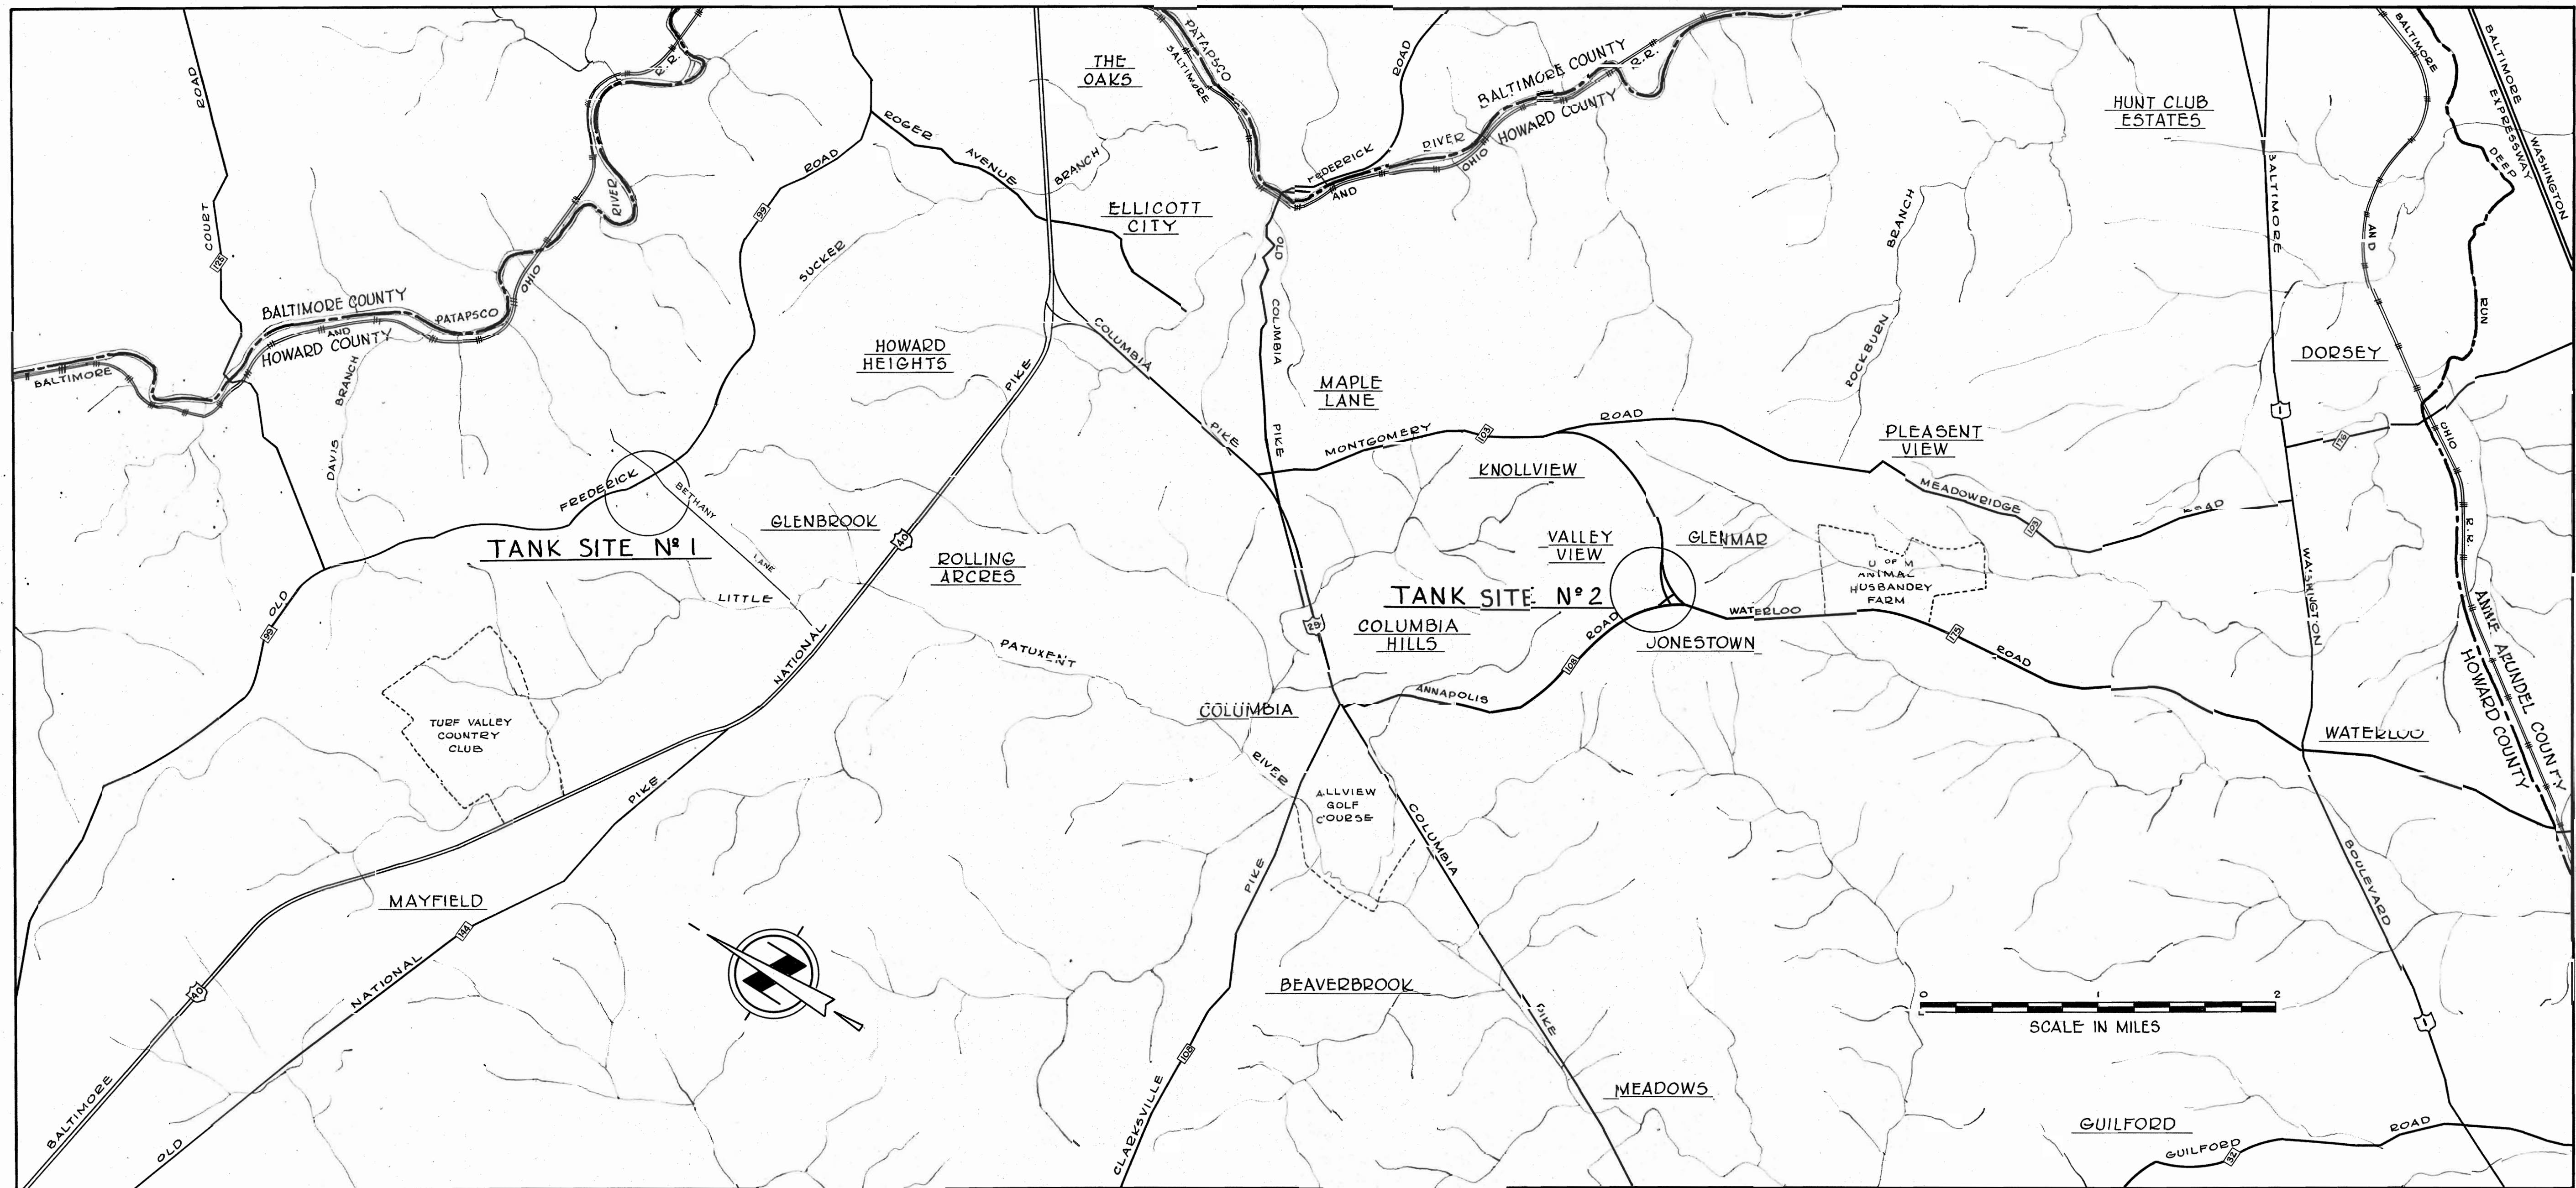 THE
OAKS
PATAPSCO
BALTIMORE
ROAD
BALTIMORE COUNTY
R.R.
HOWARD COUNTY
RIVER
OHIO
FREDERICK
AND
HUNT CLUB
ESTATES
BALTIMORE
BALTIMORE
EXPRESSWAY
WASHINGTON
DEEP
RUN
BALTIMORE
AND
ROAD
COURT
125
R.R.
RIVER
OHIO
PATAPSCO
BALTIMORE COUNTY
AND
HOWARD COUNTY
BALTIMORE
DAVIS
BRANCH
ROGER
AVENUE
ROAD
99
SUCKER
BRANCH
ELLICOTT
CITY
OLD
COLUMBIA
PIKE
COLUMBIA
PIKE
HOWARD
HEIGHTS
PIKE
MAPLE
LANE
ROCKBURN
BRANCH
DORSEY
1
176
OHIO
R.R.
MONTGOMERY
103
ROAD
KNOLLVIEW
PLEASENT
VIEW
MEADOWRIDGE
103
ROAD
FREDERICK
BETHANY
LANE
GLENBROOK
40
TANK SITE Nº 1
ROLLING
ARCRES
VALLEY
VIEW
GLENMAR
U OF M
ANIMAL
HUSBANDRY
FARM
TANK SITE Nº 2
WATERLOO
175
ROAD
COLUMBIA
HILLS
29
ROAD
108
ANNAPOLIS
JONESTOWN
WASHINGTON
ANNE ARUNDEL COUNTY
HOWARD COUNTY
OLD
99
LITTLE
PATUXENT
RIVER
NATIONAL
TURF VALLEY
COUNTRY
CLUB
COLUMBIA
WATERLOO
PIKE
ALLVIEW
GOLF
COURSE
COLUMBIA
PIKE
PIKE
BOULEVARD
1
MAYFIELD
144
NATIONAL
OLD
40
BALTIMORE
BEAVERBROOK
108
CLARKSVILLE
0 1 2
SCALE IN MILES
MEADOWS
GUILFORD
GUILFORD
32
ROAD